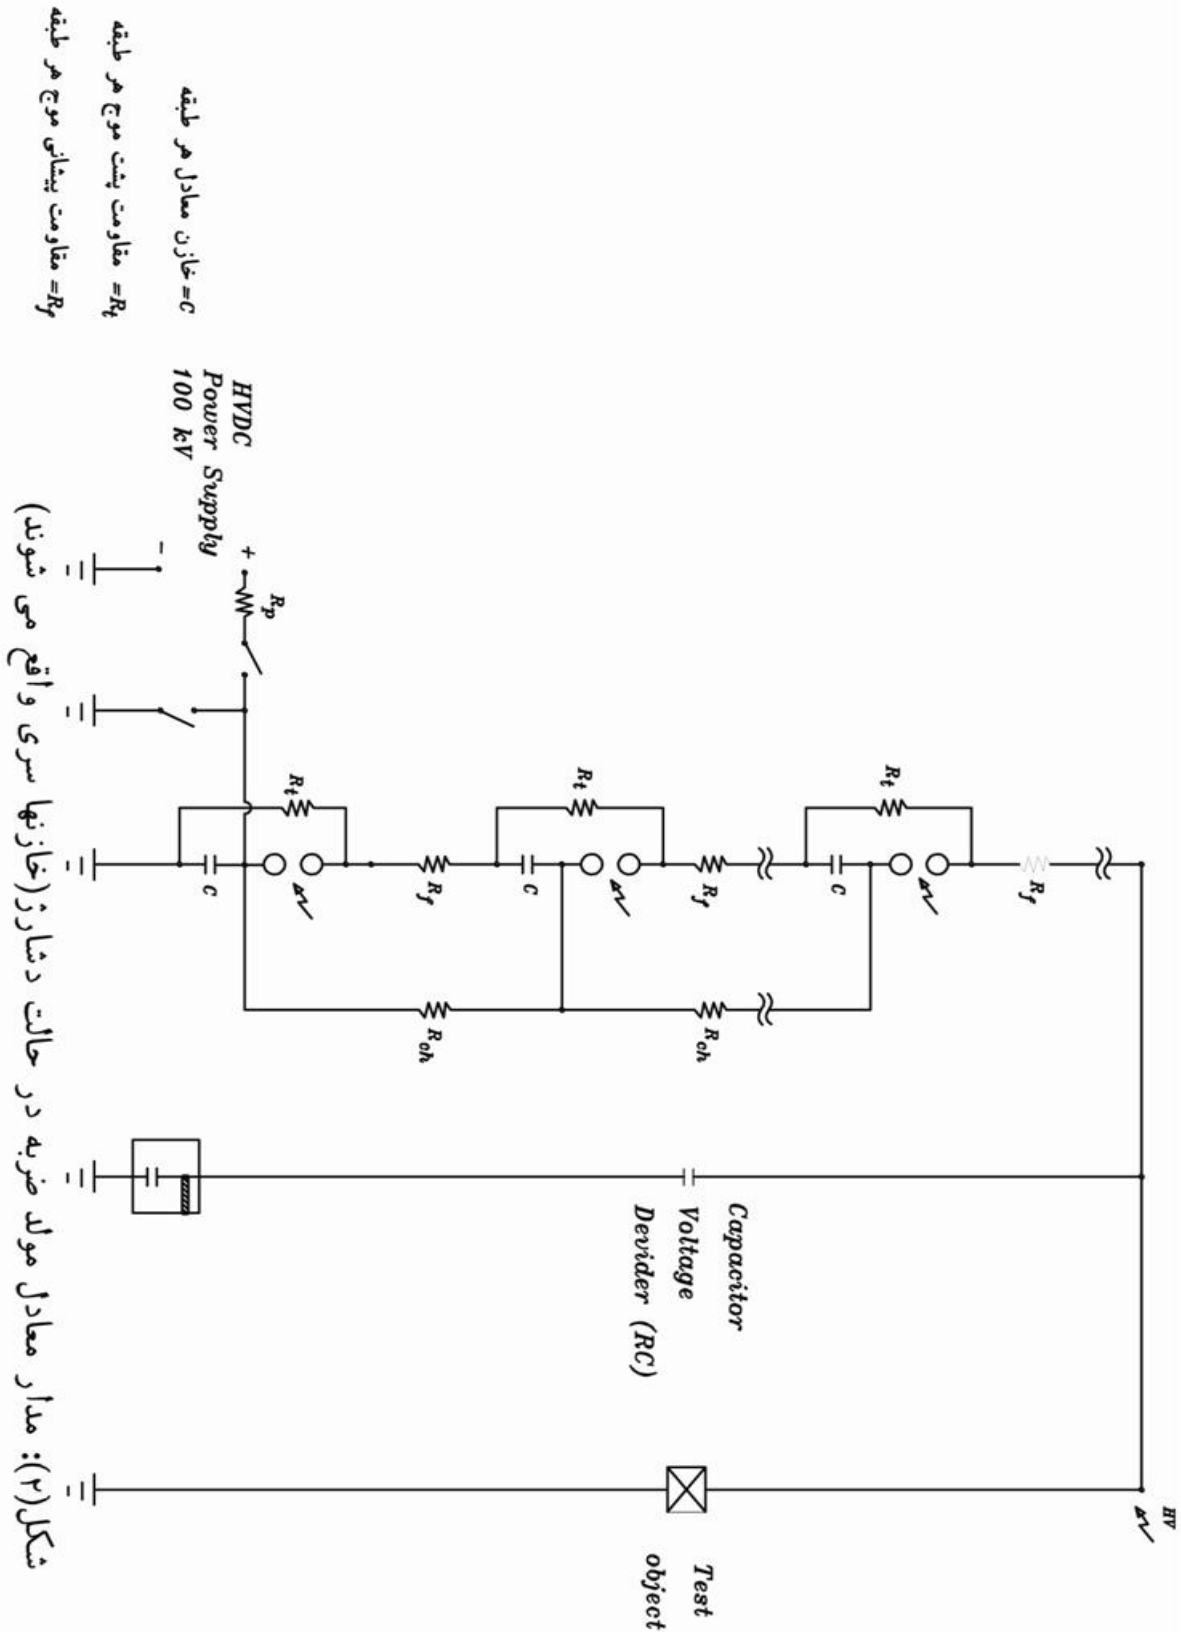 C= خازن معادل هر طبقه
Rt= مقاومت پشت موج هر طبقه
Rf= مقاومت پیشانی موج هر طبقه
HVDC
Power Supply
100 kV
+
−
Rp
Rt
Rt
Rt
C
Rf
C
Rf
C
Rf
Rch
Rch
Capacitor
Voltage
Devider (RC)
HV
Test
object
شکل(۲): مدار معادل مولد ضربه در حالت دشارژ(خازنها سری واقع می شوند)